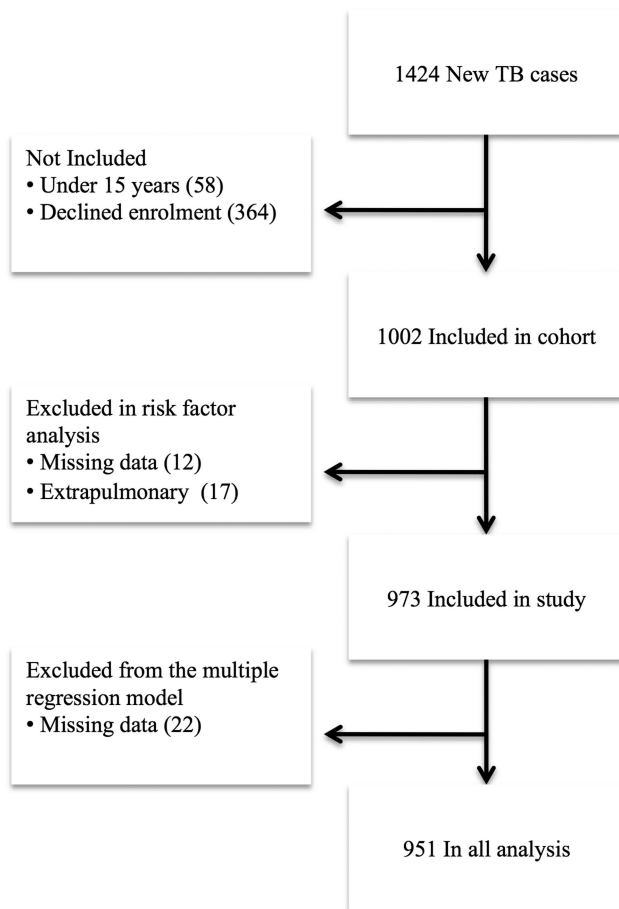 1424 New TB cases
Not Included
• Under 15 years (58)
• Declined enrolment (364)
1002 Included in cohort
Excluded in risk factor
analysis
• Missing data (12)
• Extrapulmonary (17)
973 Included in study
Excluded from the multiple
regression model
• Missing data (22)
951 In all analysis